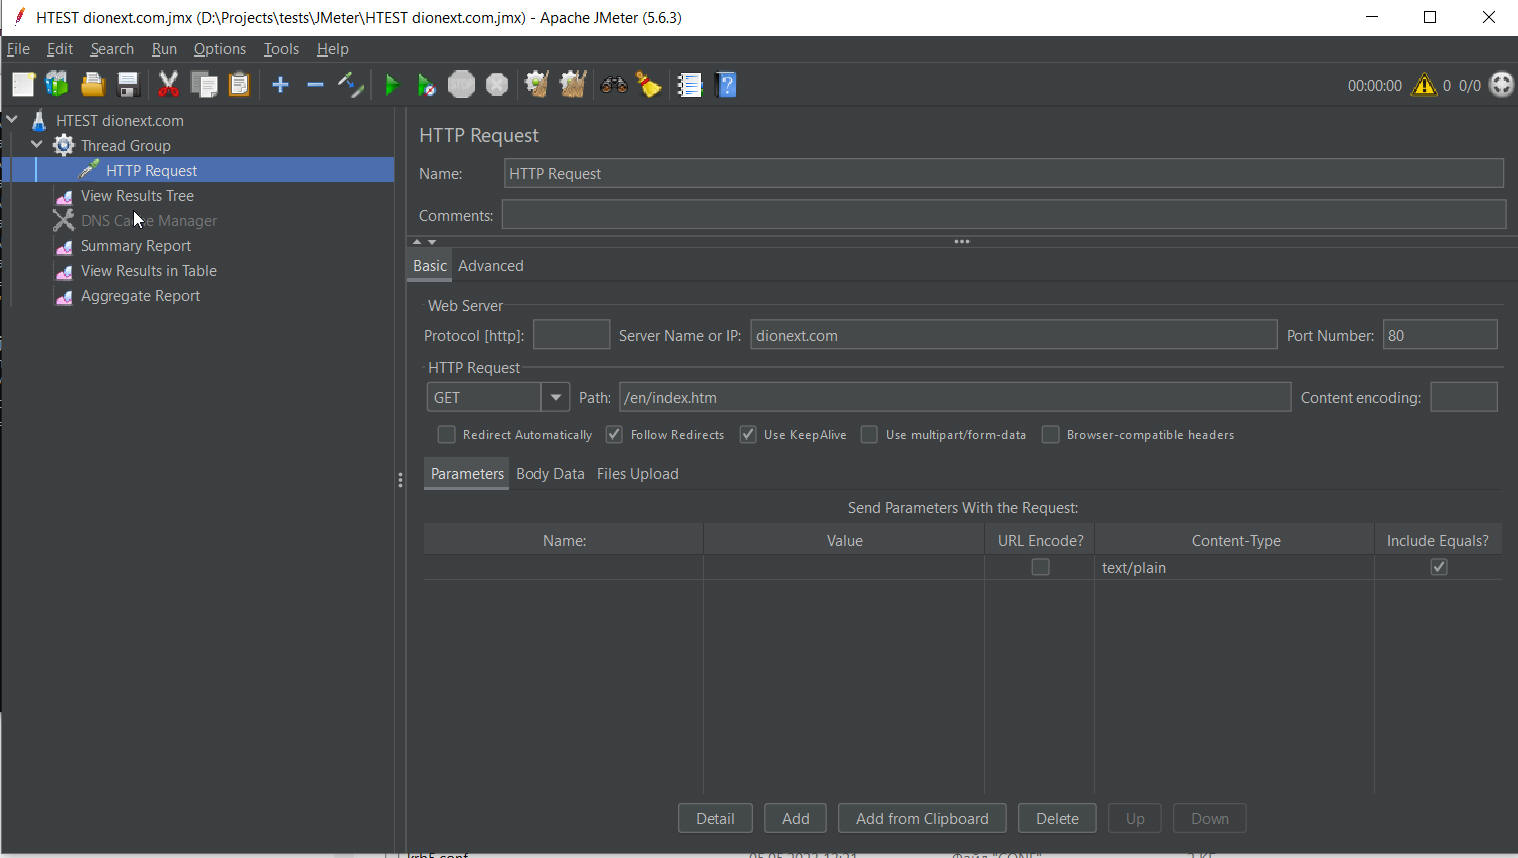 HTEST dionext.com.jmx (D:\Projects\tests\JMeter\HTEST dionext.com.jmx) - Apache JMeter (5.6.3)
File Edit Search Run Options Tools Help
00:00:00 0 0/0
HTEST dionext.com
Thread Group
HTTP Request
View Results Tree
DNS Cache Manager
Summary Report
View Results in Table
Aggregate Report
HTTP Request
Name: HTTP Request
Comments:
Basic Advanced
Web Server
Protocol [http]: Server Name or IP: dionext.com Port Number: 80
HTTP Request
GET Path: /en/index.htm Content encoding:
Redirect Automatically Follow Redirects Use KeepAlive Use multipart/form-data Browser-compatible headers
Parameters Body Data Files Upload
Send Parameters With the Request:
Name: Value URL Encode? Content-Type Include Equals?
text/plain
Detail Add Add from Clipboard Delete Up Down